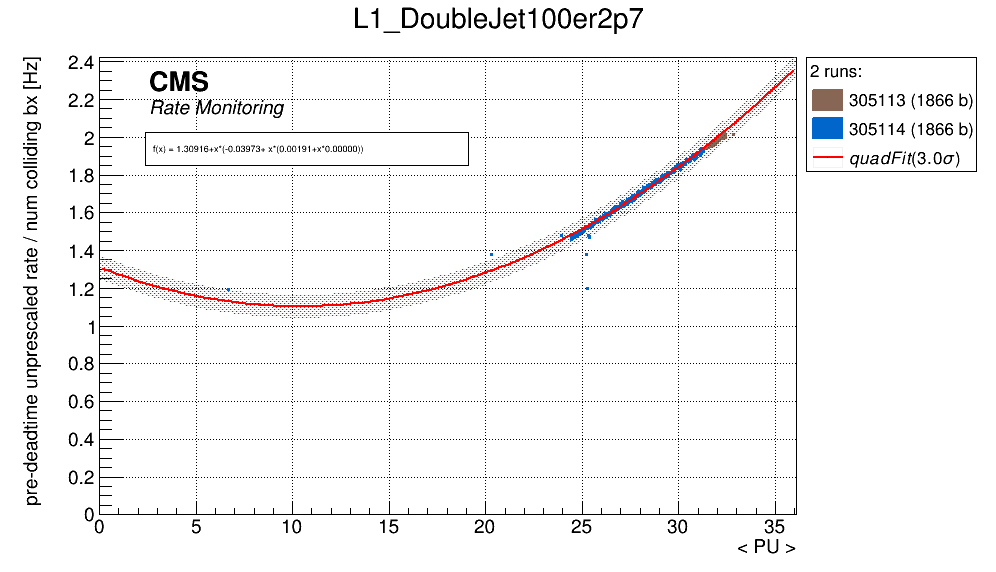 L1_DoubleJet100er2p7
pre-deadtime unprescaled rate / num colliding bx [Hz]
2.4
2.2
2
1.8
1.6
1.4
1.2
1
0.8
0.6
0.4
0.2
0
CMS
Rate Monitoring
f(x) = 1.30916+x*(-0.03973+ x*(0.00191+x*0.00000))
2 runs:
305113 (1866 b)
305114 (1866 b)
quadFit(3.0σ)
0 5 10 15 20 25 30 35
< PU >